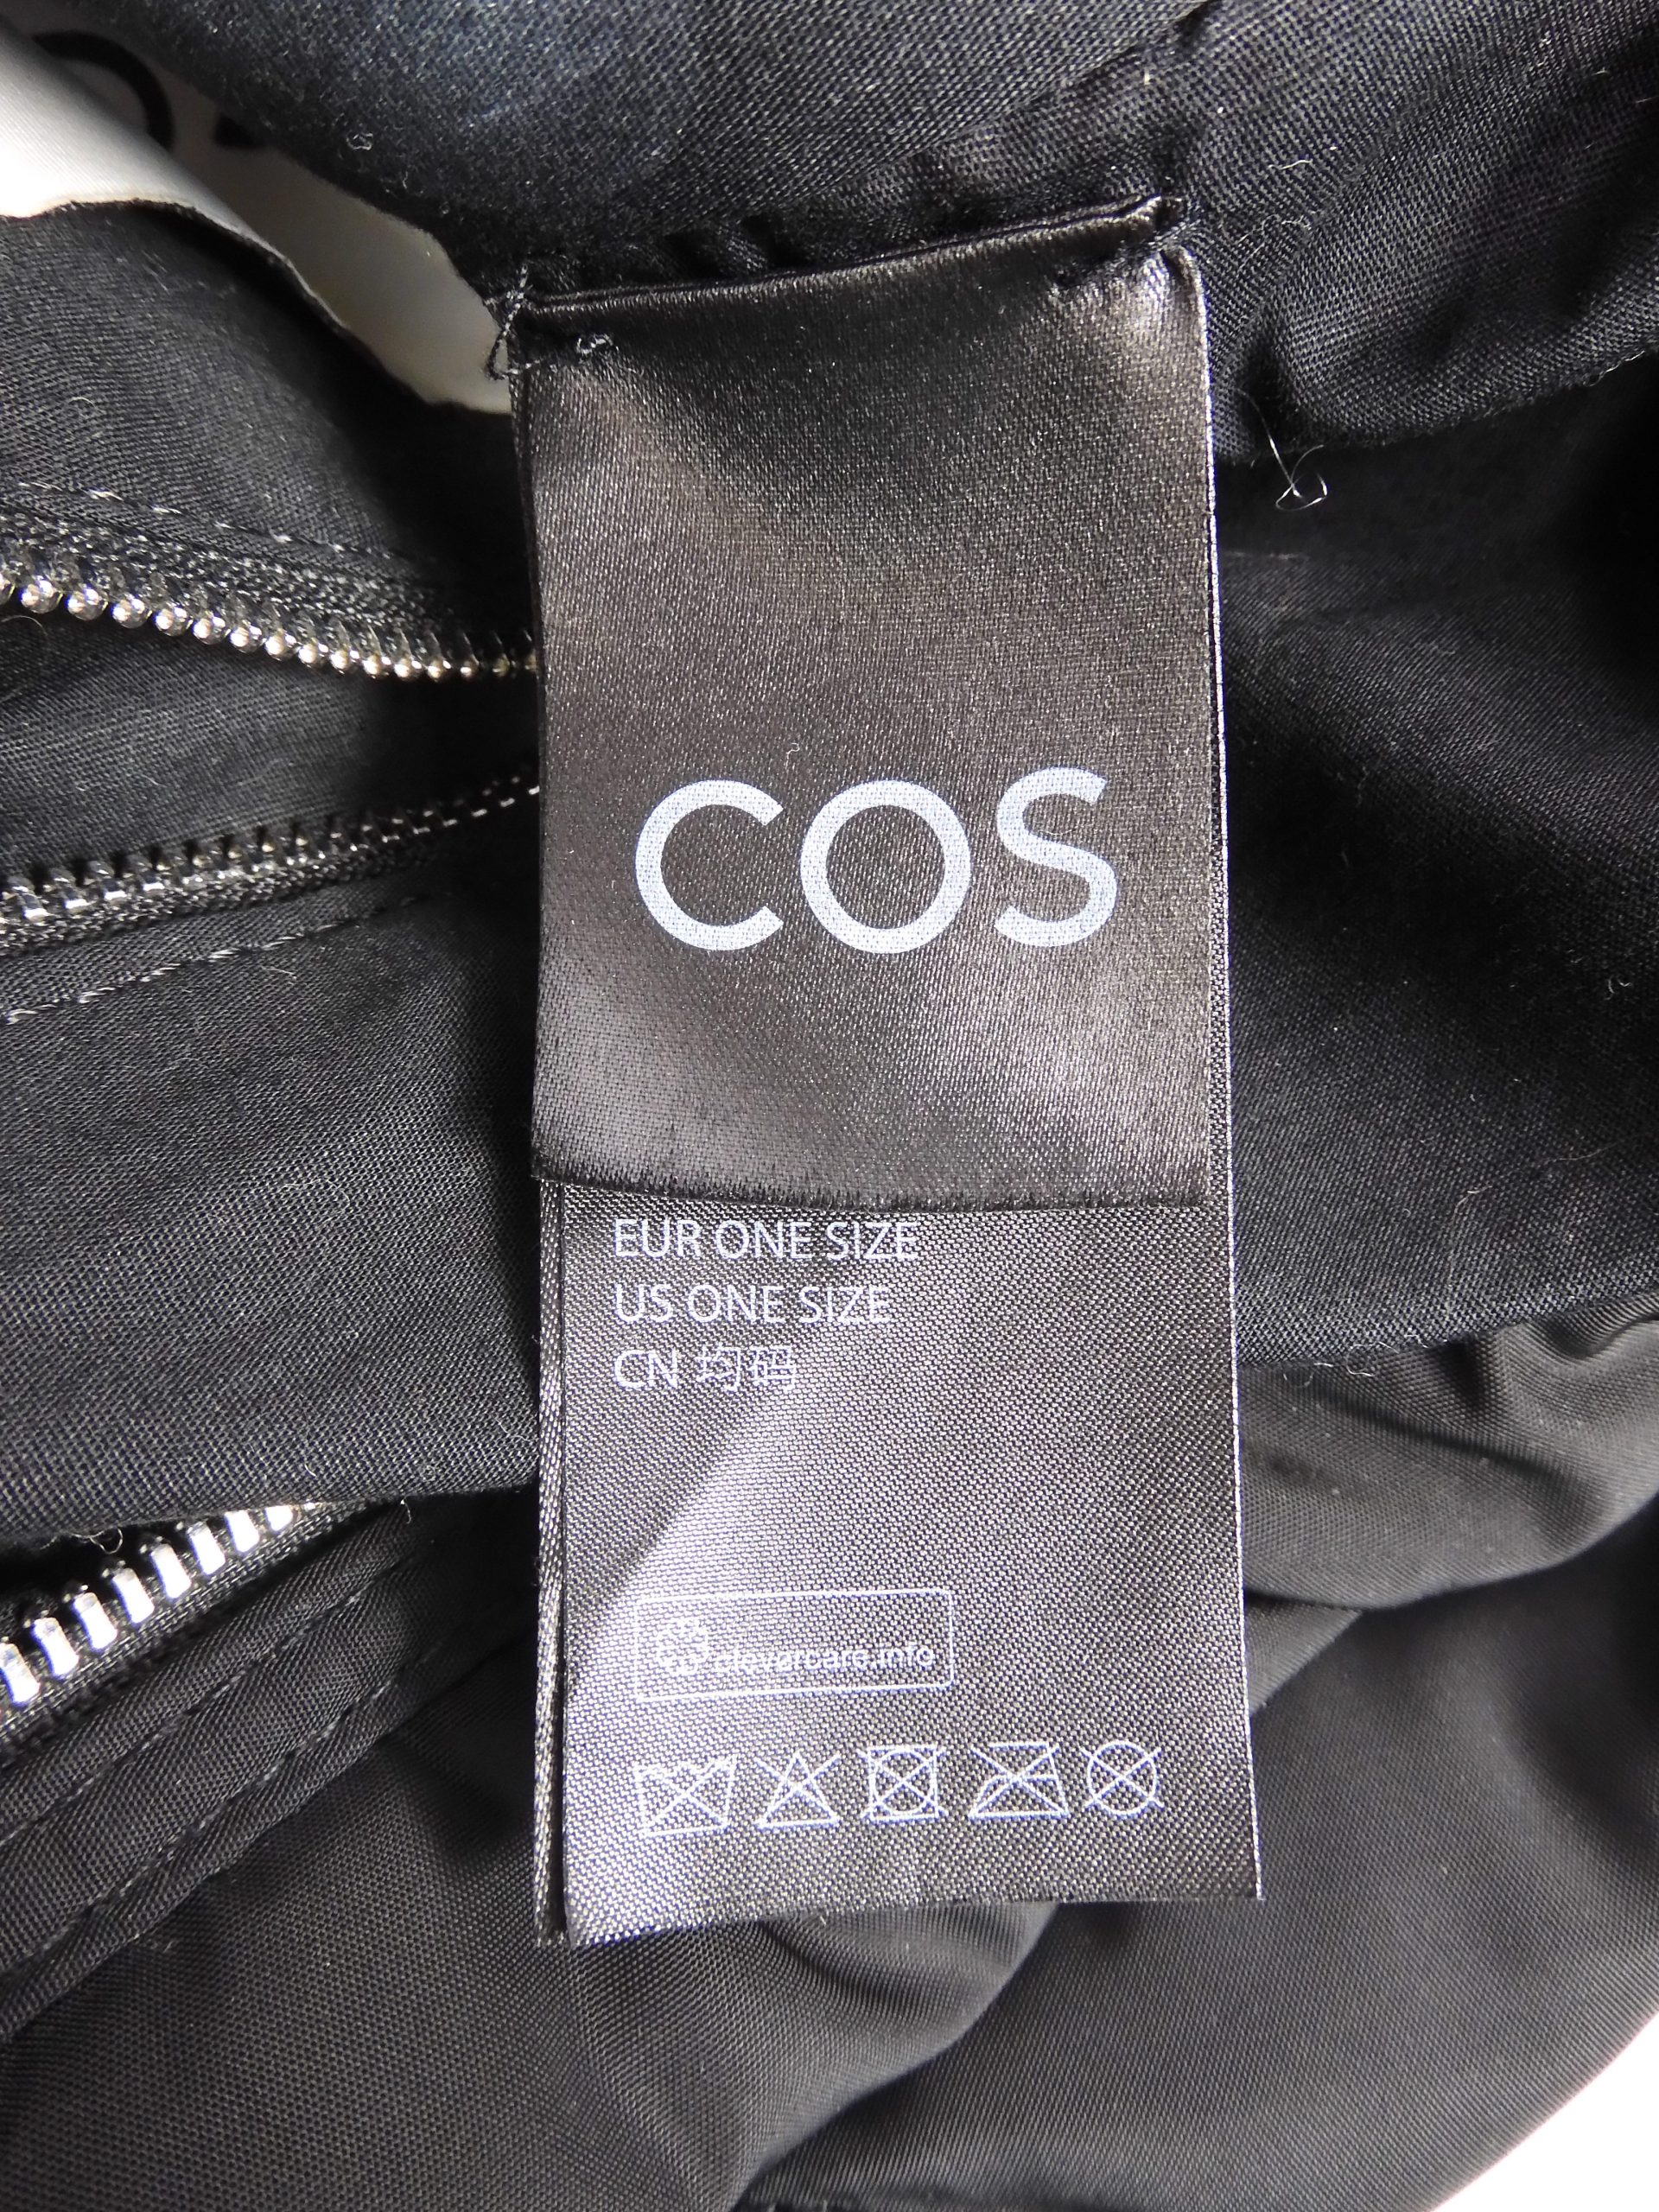 COS
EUR ONE SIZE
US ONE SIZE
CN 均码
clevercare.info